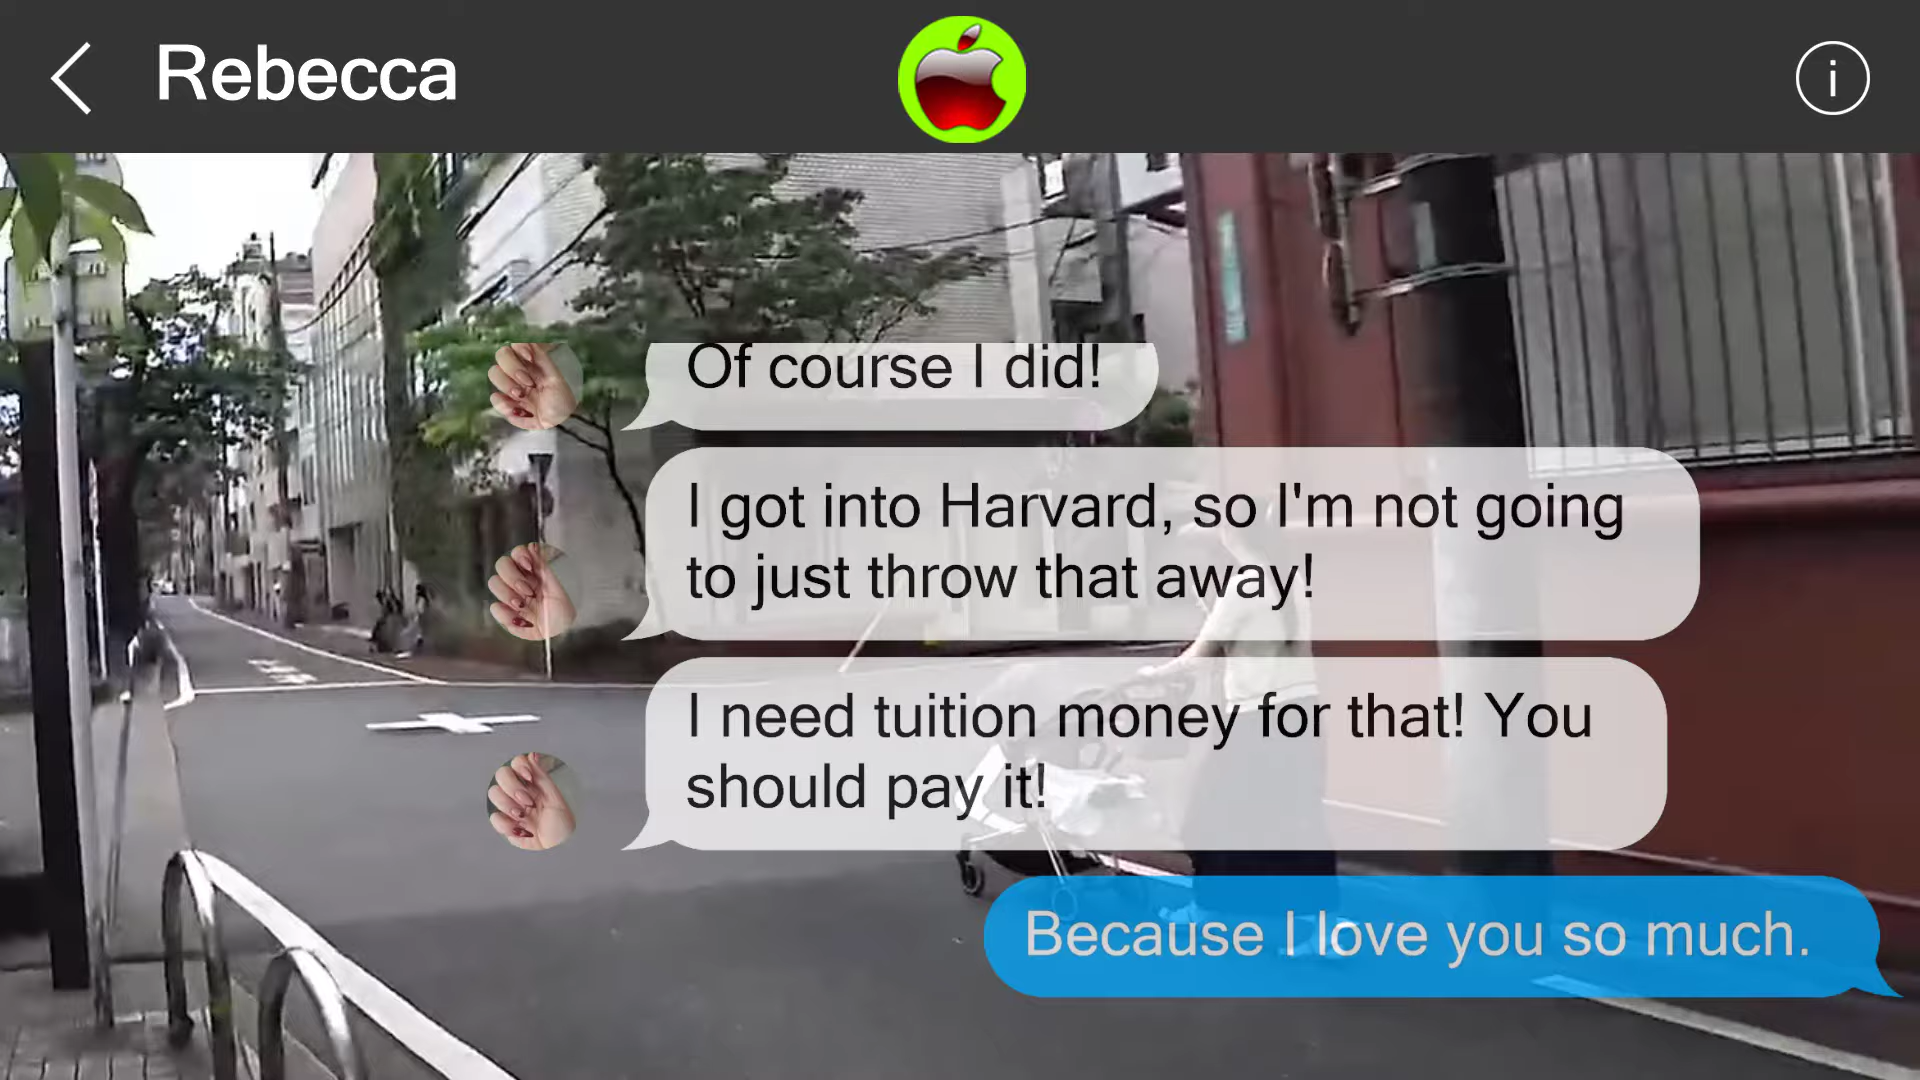 Rebecca
Of course I did!
I got into Harvard, so I'm not going
to just throw that away!
I need tuition money for that! You
should pay it!
Because I love you so much.